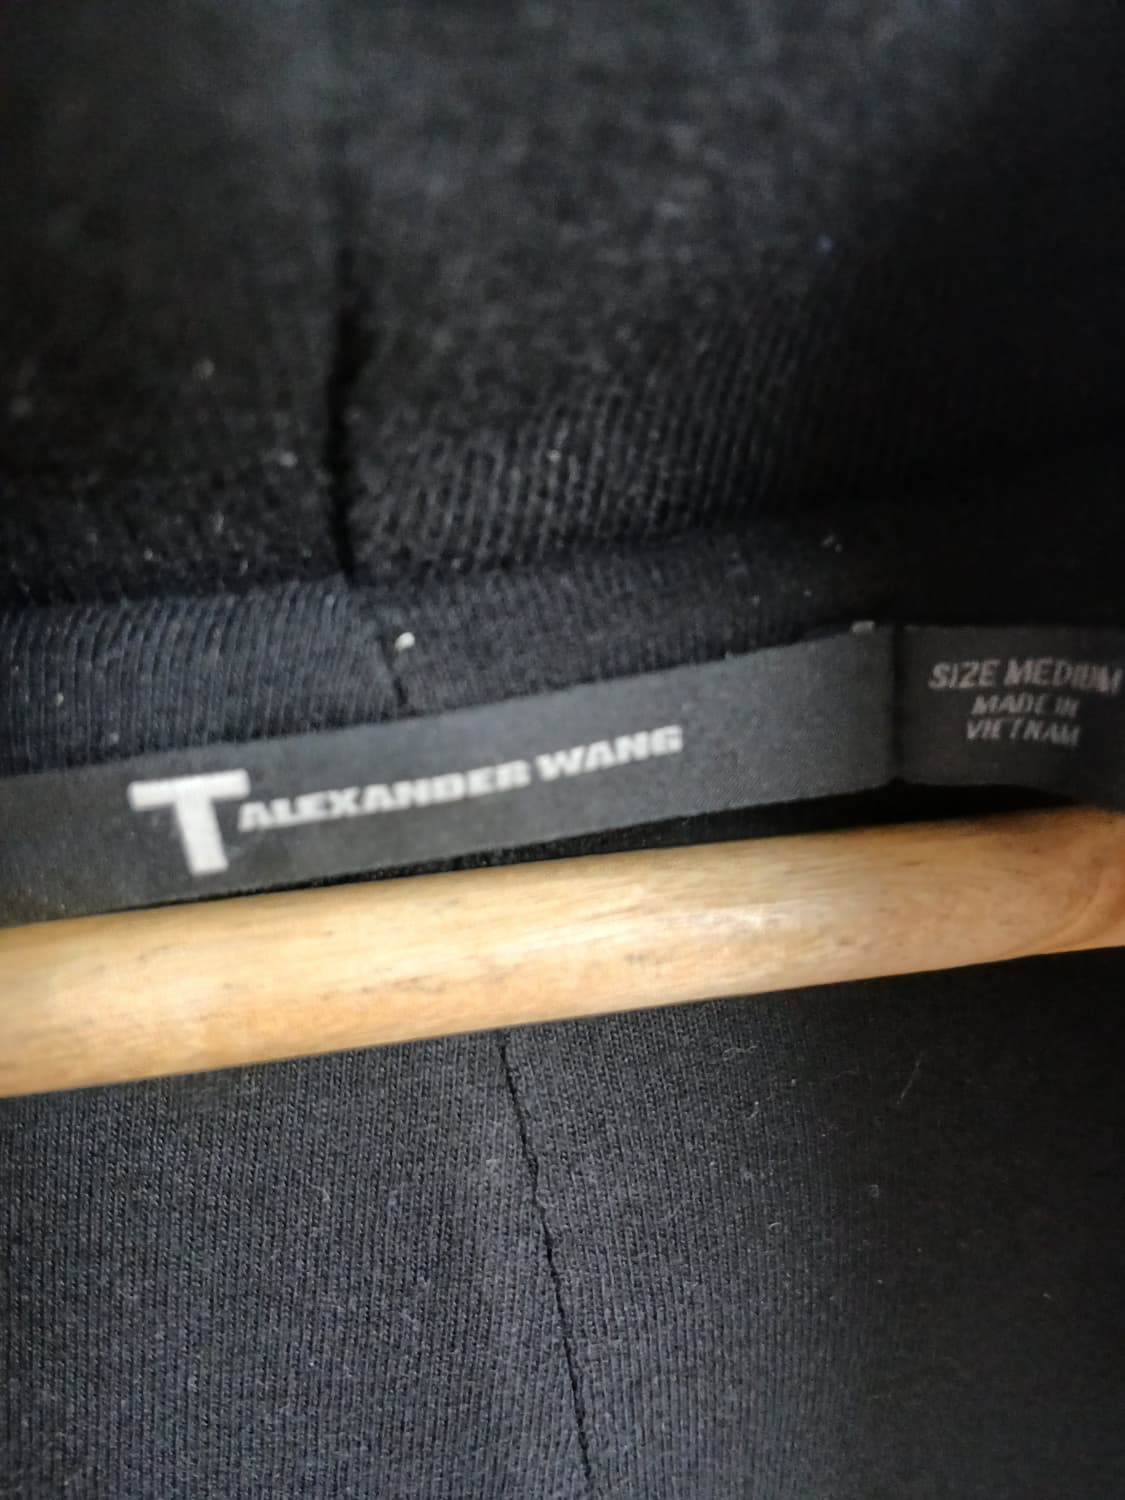 T ALEXANDER WANG
SIZE MEDIUM
MADE IN
VIETNAM